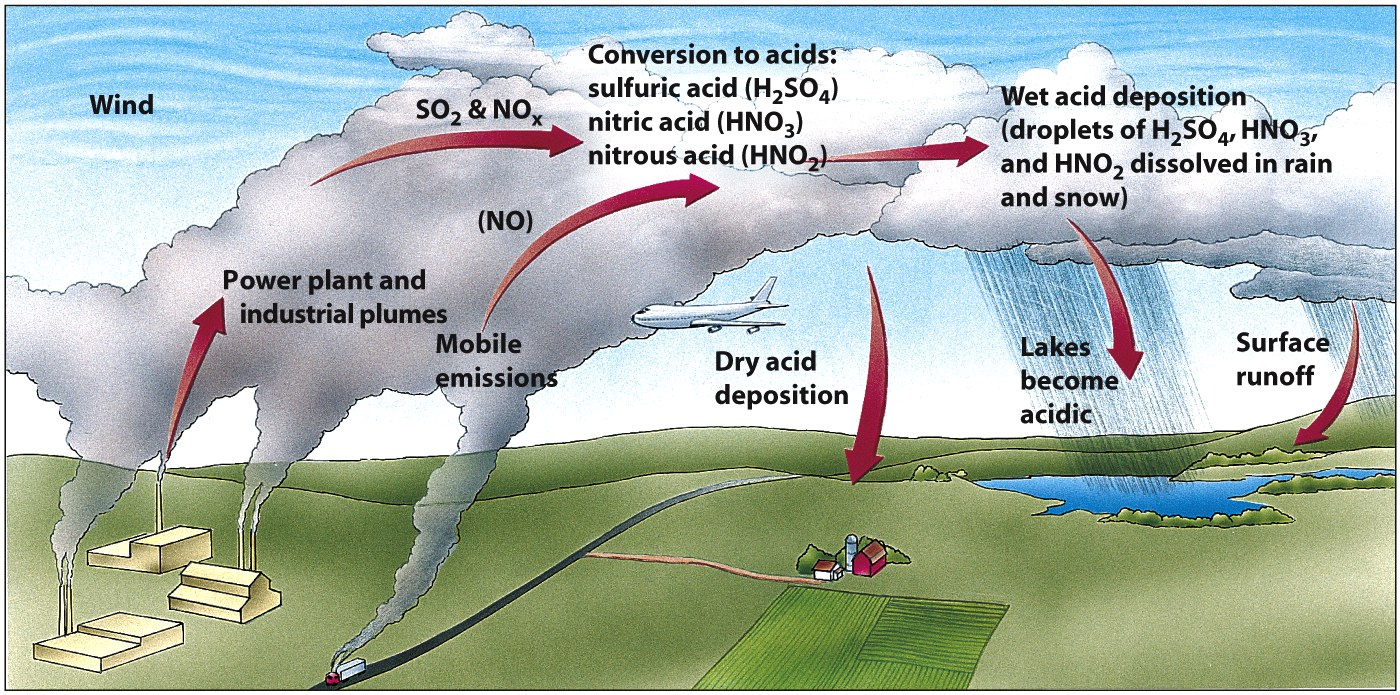 Wind
SO₂ & NOₓ
Conversion to acids:
sulfuric acid (H₂SO₄)
nitric acid (HNO₃)
nitrous acid (HNO₂)
Wet acid deposition
(droplets of H₂SO₄, HNO₃,
and HNO₂ dissolved in rain
and snow)
(NO)
Power plant and
industrial plumes
Mobile
emissions
Dry acid
deposition
Lakes
become
acidic
Surface
runoff